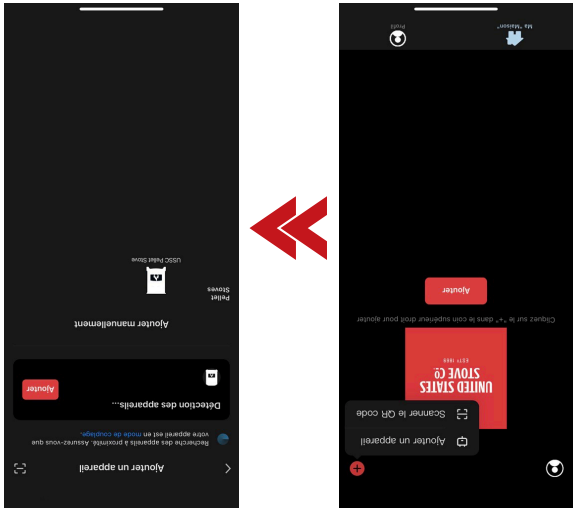 Ajouter un appareil
Scanner le QR code
UNITED STATES
STOVE CO
EST'D 1869
Cliquez sur le "+" dans le coin supérieur droit pour ajouter
Ajouter
Ma "Maison"
Profil
Ajouter un appareil
Recherche des appareils à proximité. Assurez-vous que
votre appareil est en mode de couplage.
Détection des appareils...
Ajouter
Ajouter manuellement
Pellet
Stoves
USSC Pellet Stove